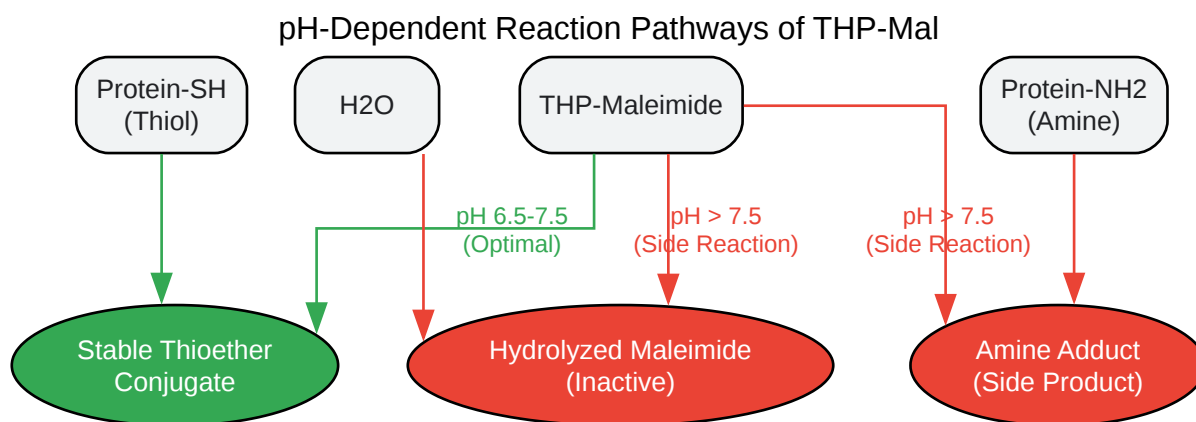 pH-Dependent Reaction Pathways of THP-Mal
Protein-SH
(Thiol)
H2O
THP-Maleimide
Protein-NH2
(Amine)
pH 6.5-7.5
(Optimal)
pH > 7.5
(Side Reaction)
pH > 7.5
(Side Reaction)
Stable Thioether
Conjugate
Hydrolyzed Maleimide
(Inactive)
Amine Adduct
(Side Product)